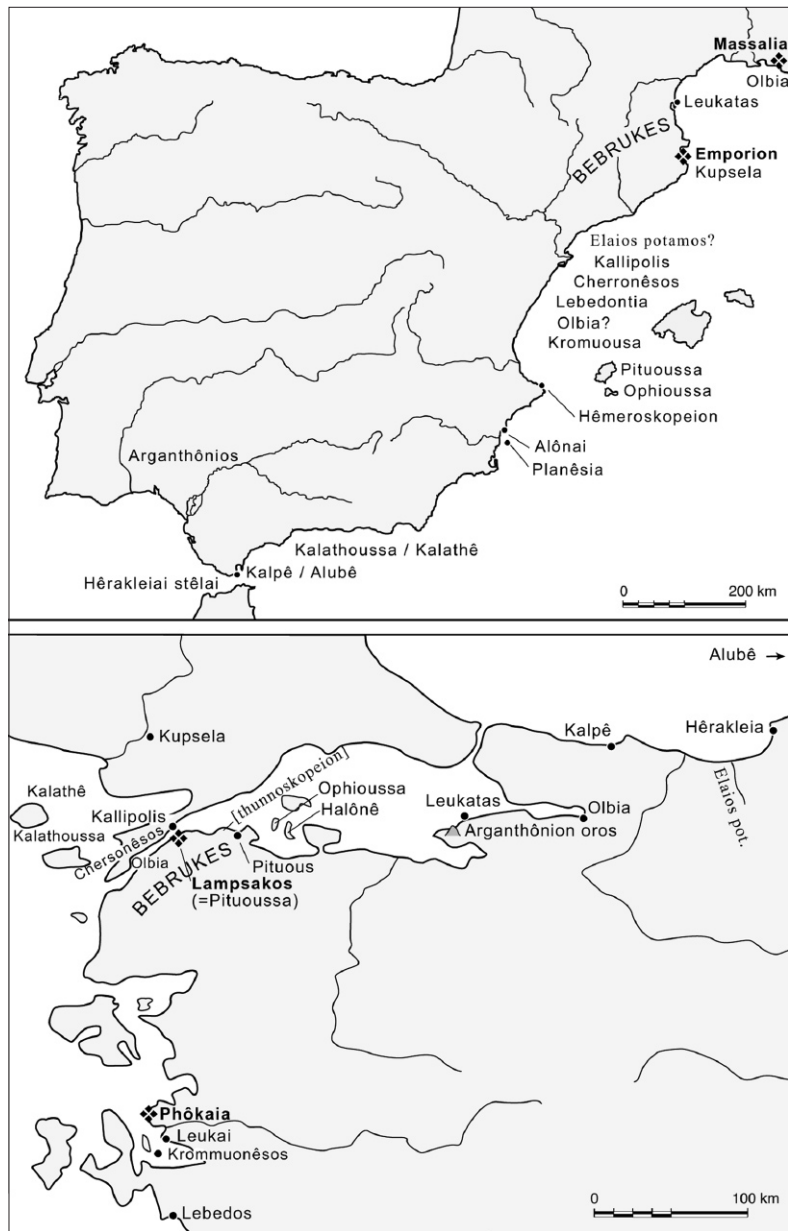 Massalia
Olbia
Leukatas
BEBRUKES
Emporion
Kupsela
Elaios potamos?
Kallipolis
Cherronêsos
Lebedontia
Olbia?
Kromuousa
Pituoussa
Ophioussa
Hêmeroskopeion
Alônai
Planêsia
Arganthônios
Kalathoussa / Kalathê
Hêrakleiai stêlai
Kalpê / Alubê
0 200 km
Alubê
Kupsela
Kalpê
Hêrakleia
Elaios pot.
Kalathê
Kalathoussa
Kallipolis
Chersonêsos
[thunnoskopeion]
Ophioussa
Halônê
Leukatas
Olbia
Arganthônion oros
Olbia
BEBRUKES
Pituous
Lampsakos
(=Pituoussa)
Phôkaia
Leukai
Krommuonêsos
Lebedos
0 100 km